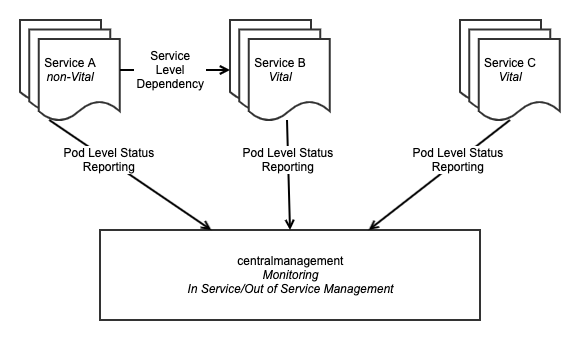 Service A
non-Vital
Service
Level
Dependency
Service B
Vital
Service C
Vital
Pod Level Status
Reporting
Pod Level Status
Reporting
Pod Level Status
Reporting
centralmanagement
Monitoring
In Service/Out of Service Management